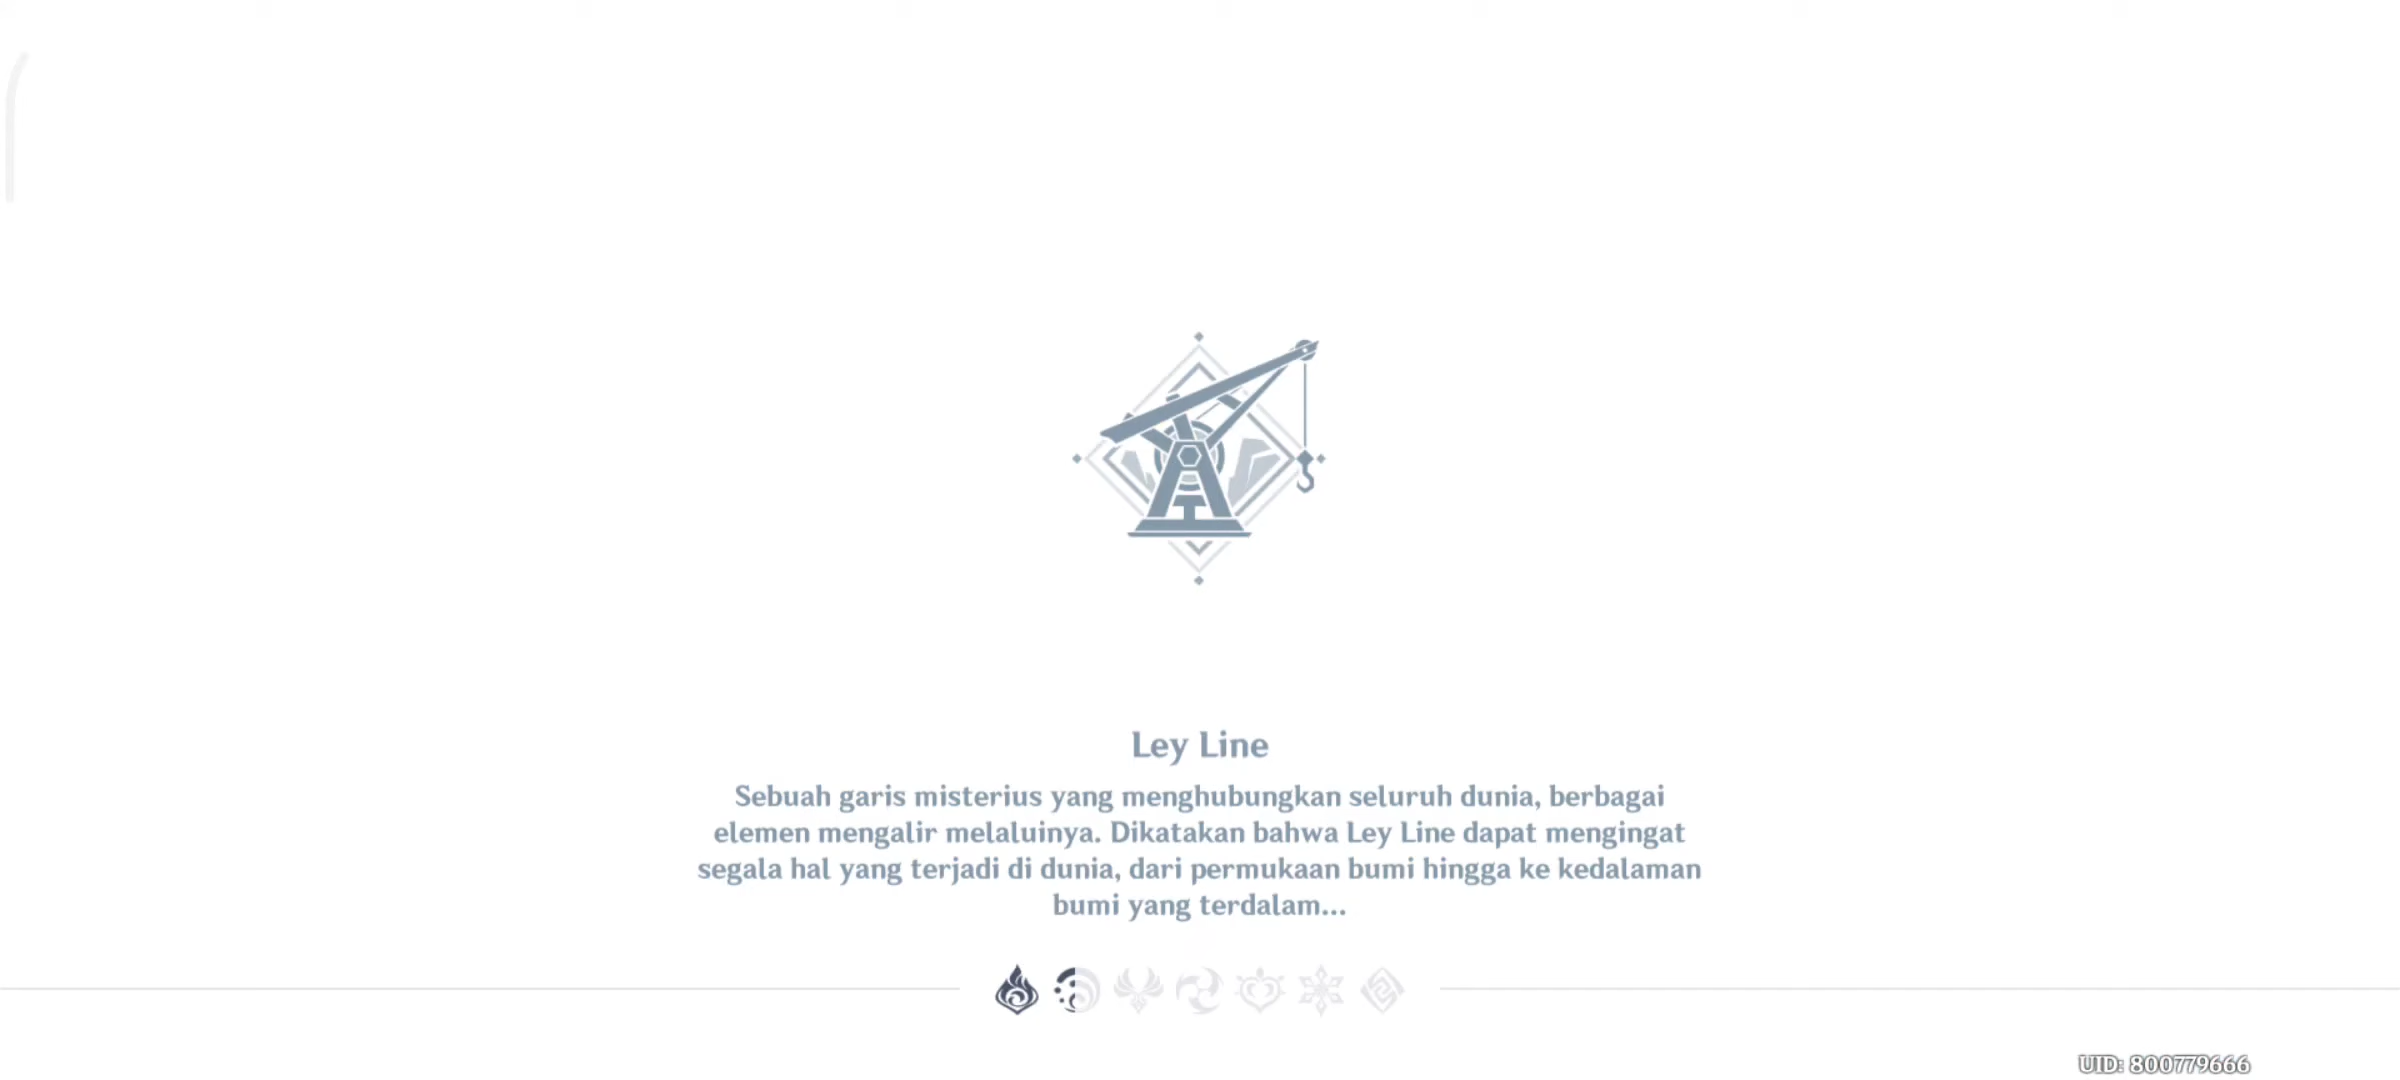 Ley Line
Sebuah garis misterius yang menghubungkan seluruh dunia, berbagai
elemen mengalir melaluinya. Dikatakan bahwa Ley Line dapat mengingat
segala hal yang terjadi di dunia, dari permukaan bumi hingga ke kedalaman
bumi yang terdalam...
UID: 800779666